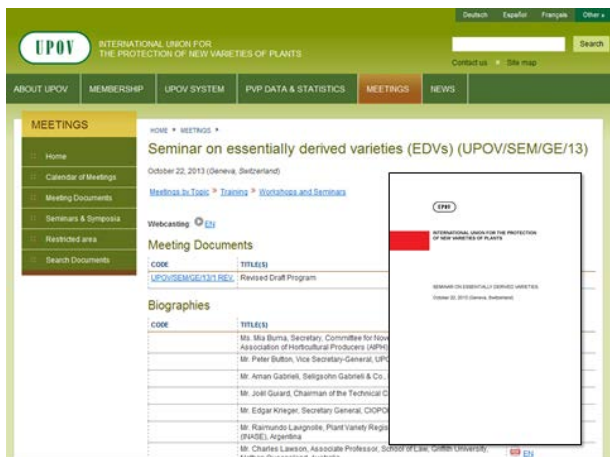 Deutsch Español Français Other »
UPOV
INTERNATIONAL UNION FOR
THE PROTECTION OF NEW VARIETIES OF PLANTS
Search
Contact us Site map
ABOUT UPOV MEMBERSHIP UPOV SYSTEM PVP DATA & STATISTICS MEETINGS NEWS
MEETINGS
Home
Calendar of Meetings
Meeting Documents
Seminars & Symposia
Restricted area
Search Documents
HOME MEETINGS
Seminar on essentially derived varieties (EDVs) (UPOV/SEM/GE/13)
October 22, 2013 (Geneva, Switzerland)
Meetings by Topic Training Workshops and Seminars
Webcasting EN
Meeting Documents
CODE TITLE(S)
UPOV/SEM/GE/13/1 REV. Revised Draft Program
Biographies
CODE TITLE(S)
Ms. Mia Buma, Secretary, Committee for Nove
Association of Horticultural Producers (AIPH)
Mr. Peter Button, Vice Secretary-General, UPO
Mr. Arnan Gabrieli, Seligsohn Gabrieli & Co.,
Mr. Joël Guiard, Chairman of the Technical C
Mr. Edgar Krieger, Secretary General, CIOPO
Mr. Raimundo Lavignolle, Plant Variety Regis
(INASE), Argentina
Mr. Charles Lawson, Associate Professor, School of Law, Griffith University, EN
UPOV
INTERNATIONAL UNION FOR THE PROTECTION
OF NEW VARIETIES OF PLANTS
SEMINAR ON ESSENTIALLY DERIVED VARIETIES
October 22, 2013 (Geneva, Switzerland)